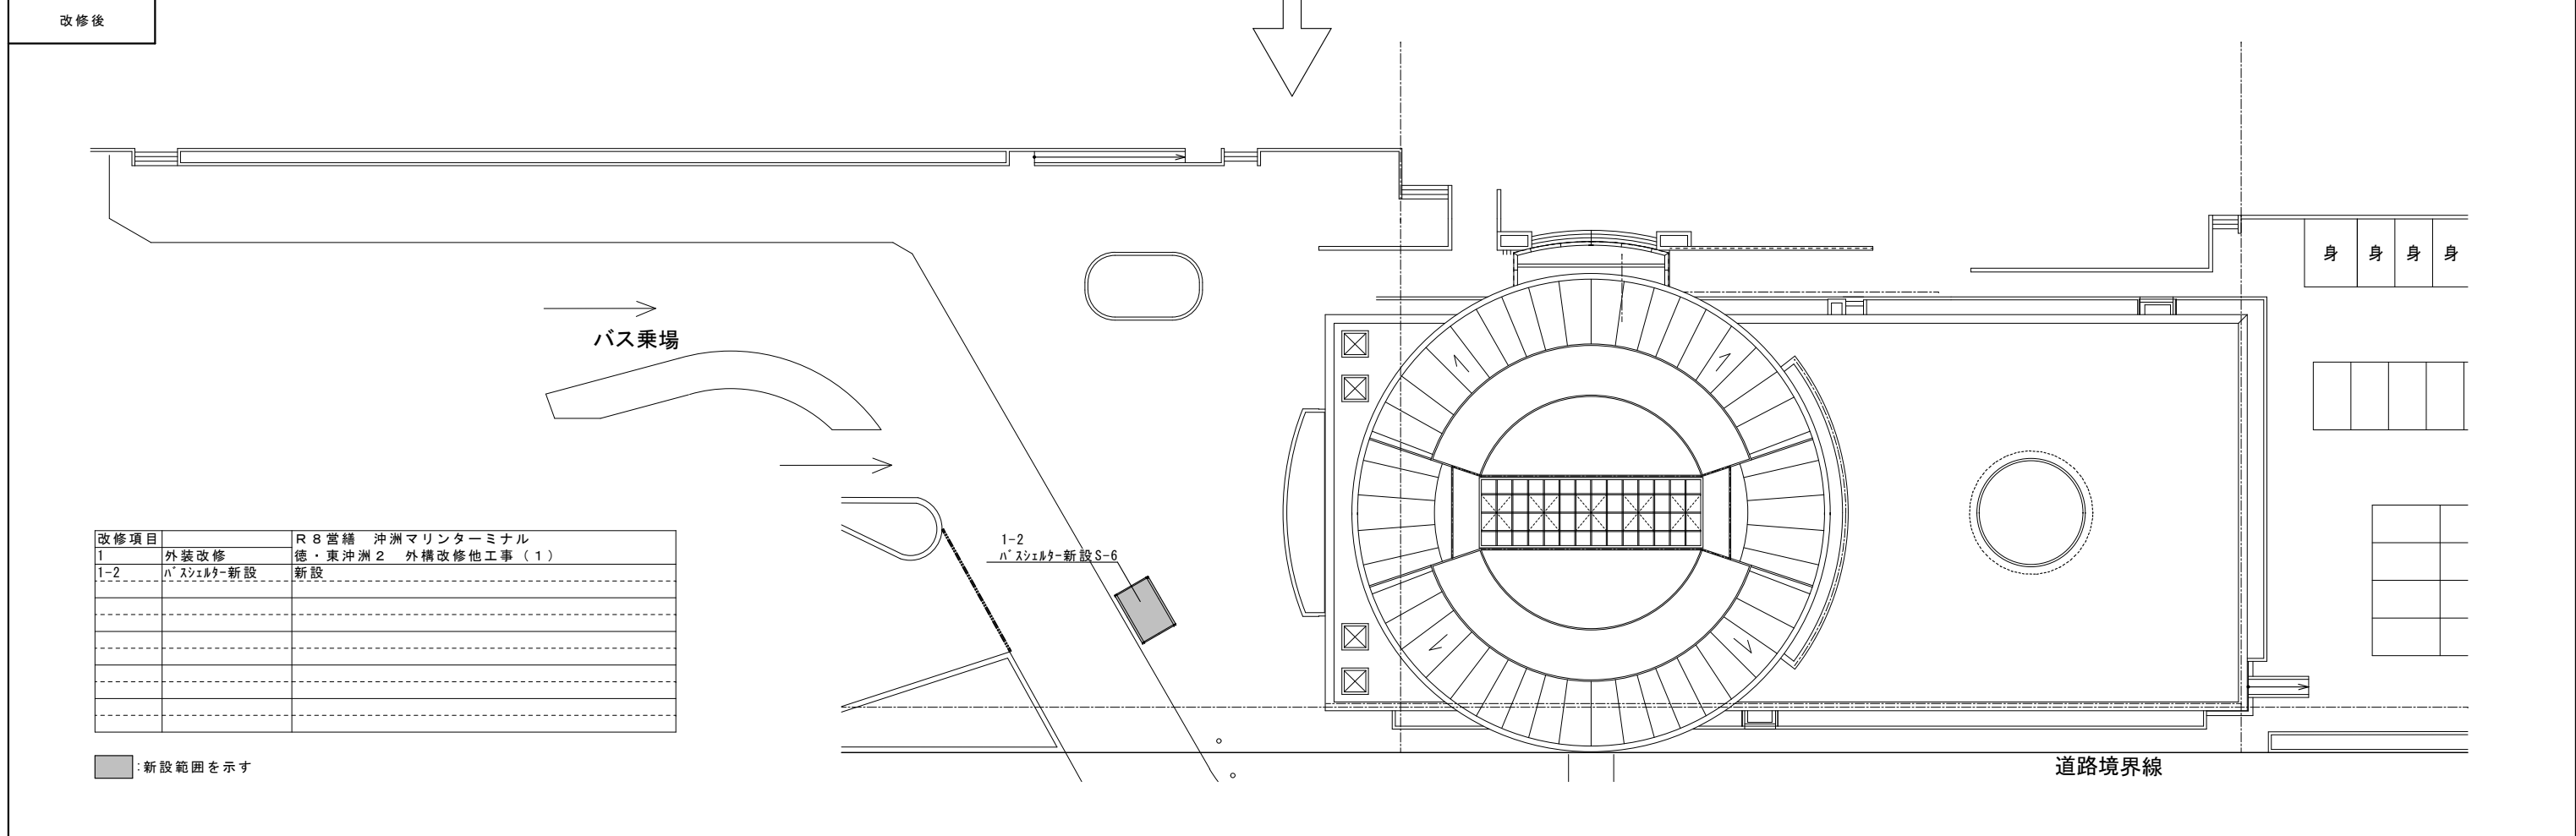 改修後
身 身 身 身
バス乗場
改修項目 R8営繕 沖洲マリンターミナル
1 外装改修 徳・東沖洲2 外構改修他工事(1)
1-2 バスシェルター新設 新設
1-2
バスシェルター新設S-6
:新設範囲を示す
道路境界線